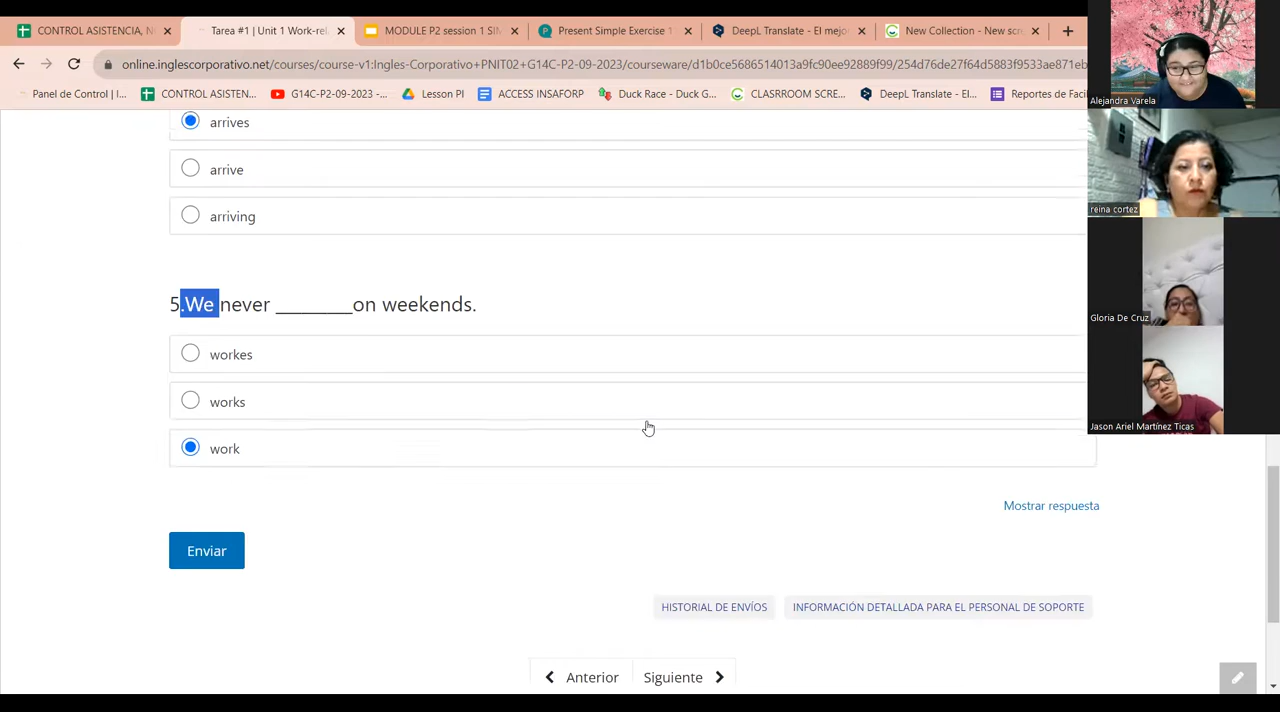 CONTROL ASISTENCIA, N
Tarea #1 | Unit 1 Work-rel
MODULE P2 session 1 SIM
Present Simple Exercise 1
DeepL Translate - El mejo
New Collection - New scr
online.inglescorporativo.net/courses/course-v1:Ingles-Corporativo+PNIT02+G14C-P2-09-2023/courseware/d1b0ce5686514013a9fc90ee92889f99/254d76de27f64d5883f9533ae871eb
Panel de Control | I...
CONTROL ASISTEN...
G14C-P2-09-2023 -...
Lesson PI
ACCESS INSAFORP
Duck Race - Duck G...
CLASRROOM SCRE...
DeepL Translate - El...
Reportes de Facil
Alejandra Varela
reina cortez
Gloria De Cruz
Jason Ariel Martínez Ticas
arrives
arrive
arriving
5.We never ________on weekends.
workes
works
work
Mostrar respuesta
Enviar
HISTORIAL DE ENVÍOS
INFORMACIÓN DETALLADA PARA EL PERSONAL DE SOPORTE
Anterior
Siguiente